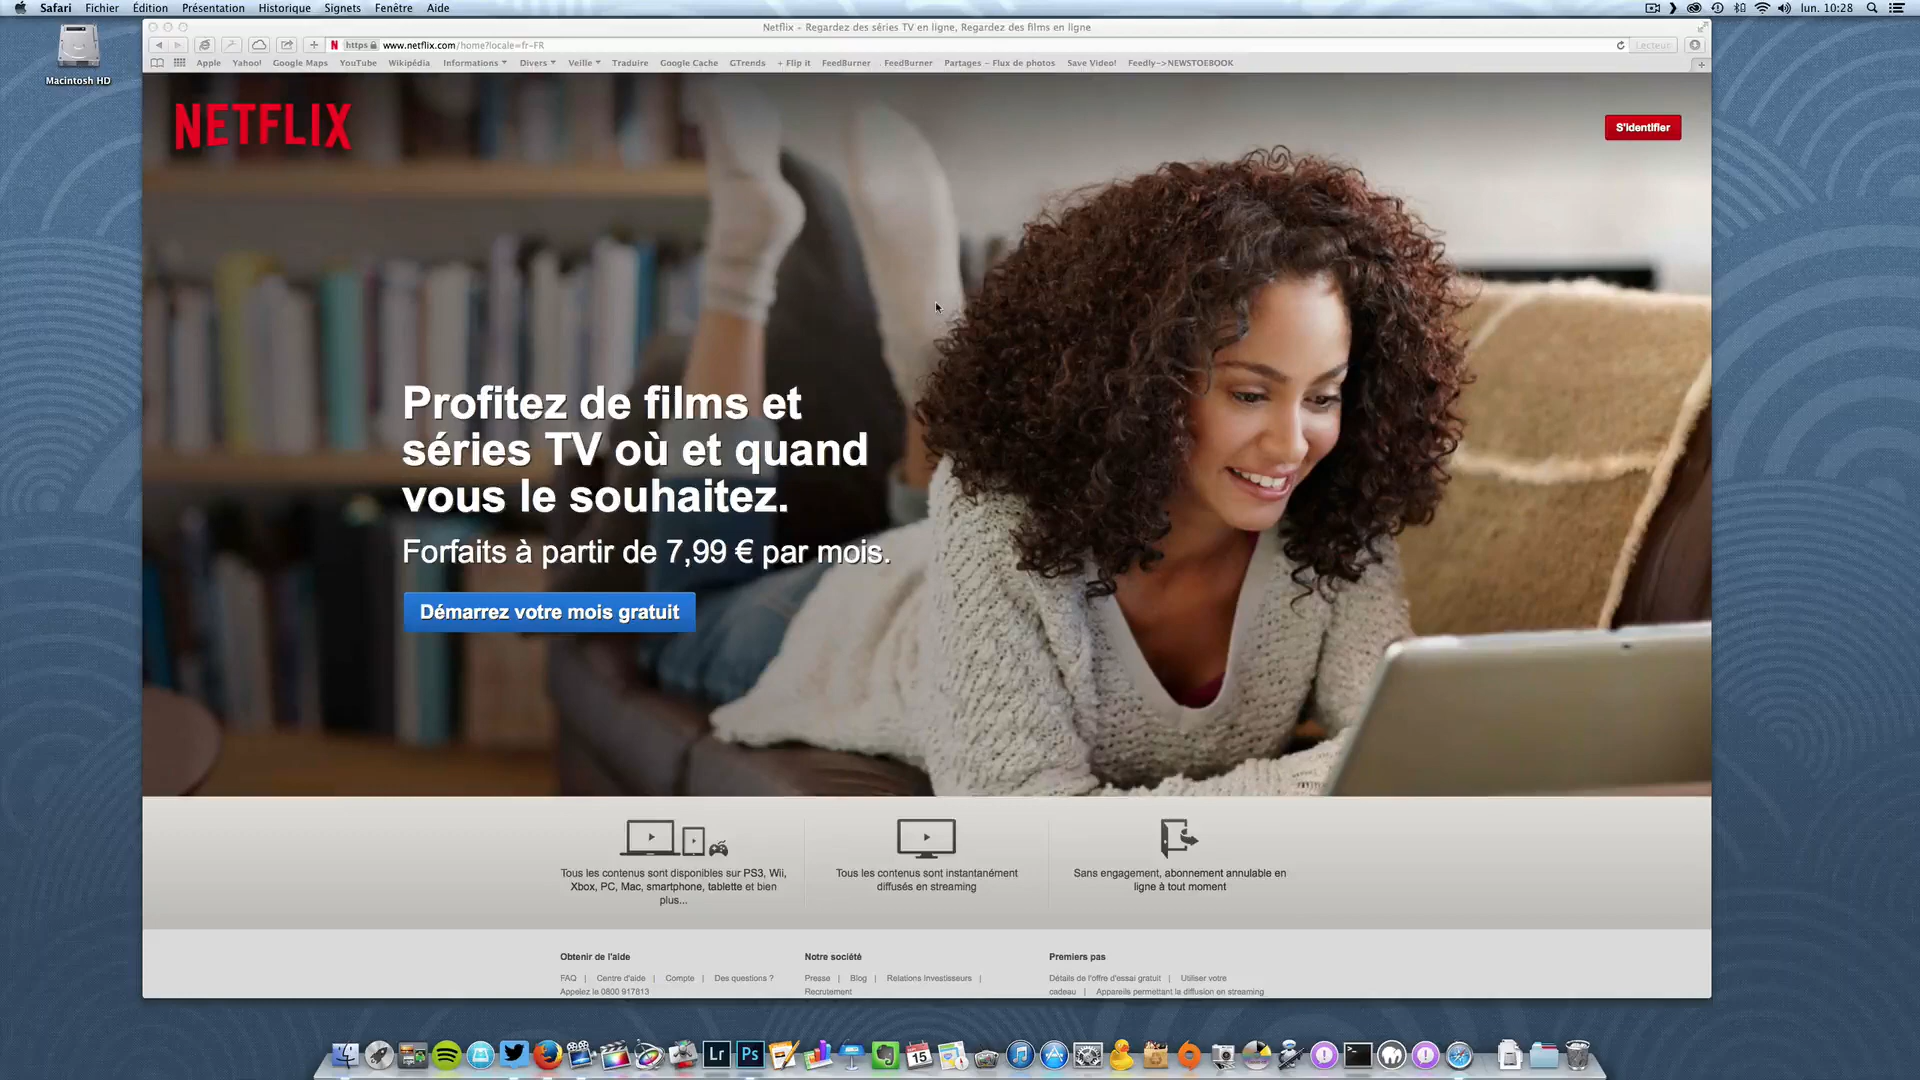 Safari Fichier Édition Présentation Historique Signets Fenêtre Aide lun. 10:28
Macintosh HD
Netflix - Regardez des séries TV en ligne, Regardez des films en ligne
https www.netflix.com/home?locale=fr-FR Lecteur
Apple Yahoo! Google Maps YouTube Wikipédia Informations Divers Veille Traduire Google Cache GTrends + Flip it FeedBurner FeedBurner Partages – Flux de photos Save Video! Feedly->NEWSTOEBOOK
NETFLIX
S'identifier
Profitez de films et
séries TV où et quand
vous le souhaitez.
Forfaits à partir de 7,99 € par mois.
Démarrez votre mois gratuit
Tous les contenus sont disponibles sur PS3, Wii,
Xbox, PC, Mac, smartphone, tablette et bien
plus...
Tous les contenus sont instantanément
diffusés en streaming
Sans engagement, abonnement annulable en
ligne à tout moment
Obtenir de l'aide
FAQ | Centre d'aide | Compte | Des questions ?
Appelez le 0800 917813
Notre société
Presse | Blog | Relations Investisseurs |
Recrutement
Premiers pas
Détails de l'offre d'essai gratuit | Utiliser votre
cadeau | Appareils permettant la diffusion en streaming
Lr Ps 15